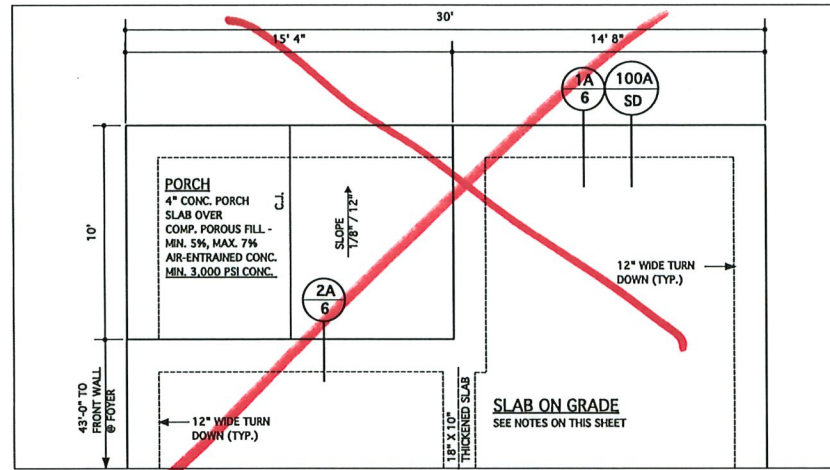 30'
15' 4"
14' 8"
1A
6
100A
SD
10'
PORCH
4" CONC. PORCH
SLAB OVER
COMP. POROUS FILL -
MIN. 5%, MAX. 7%
AIR-ENTRAINED CONC.
MIN. 3,000 PSI CONC.
C.J.
SLOPE
1/8" / 12"
12" WIDE TURN
DOWN (TYP.)
2A
6
43'-0" TO
FRONT WALL
@ FOYER
12" WIDE TURN
DOWN (TYP.)
18" X 10"
THICKENED SLAB
SLAB ON GRADE
SEE NOTES ON THIS SHEET